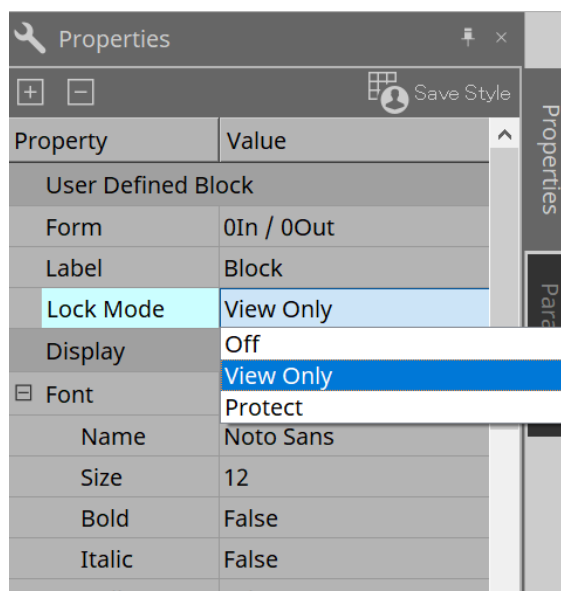 Properties
Save Style
Property Value
User Defined Block
Form 0In / 0Out
Label Block
Lock Mode View Only
Off
View Only
Protect
Display
Font
Name Noto Sans
Size 12
Bold False
Italic False
Properties
Para